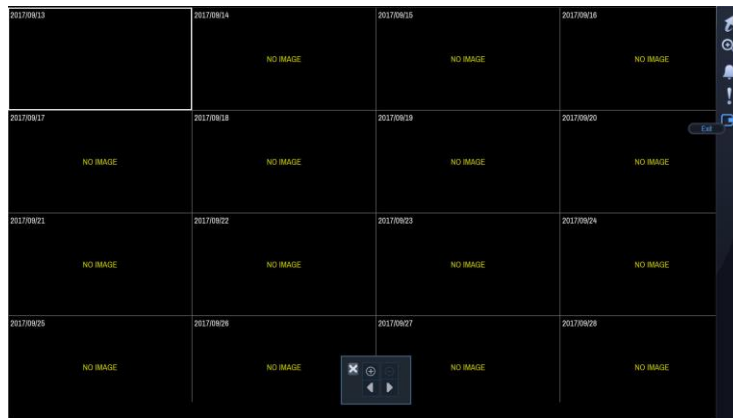 2017/09/13
2017/09/14
2017/09/15
2017/09/16
NO IMAGE
NO IMAGE
NO IMAGE
2017/09/17
2017/09/18
2017/09/19
2017/09/20
Exit
NO IMAGE
NO IMAGE
NO IMAGE
NO IMAGE
2017/09/21
2017/09/22
2017/09/23
2017/09/24
NO IMAGE
NO IMAGE
NO IMAGE
NO IMAGE
2017/09/25
2017/09/26
2017/09/27
2017/09/28
NO IMAGE
NO IMAGE
NO IMAGE
NO IMAGE